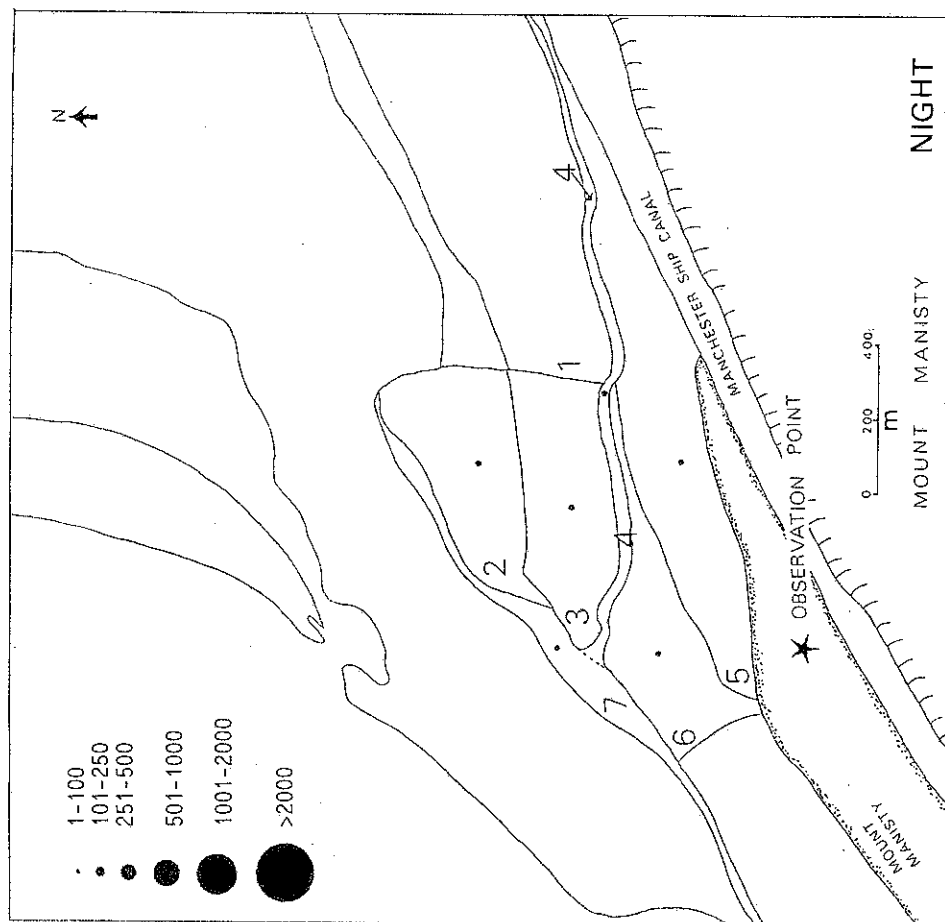 N
1-100
101-250
251-500
501-1000
1001-2000
>2000
1
2
3
4
4
5
6
7
MANCHESTER SHIP CANAL
OBSERVATION POINT
MOUNT
MANISTY
0 200 400
m
MOUNT MANISTY
NIGHT